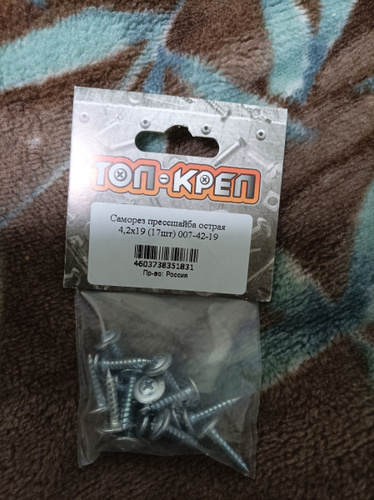 ТОП-КРЕП
Саморез прессшайба острая
4,2х19 (17шт) 007-42-19
4603738351831
Пр-во: Россия